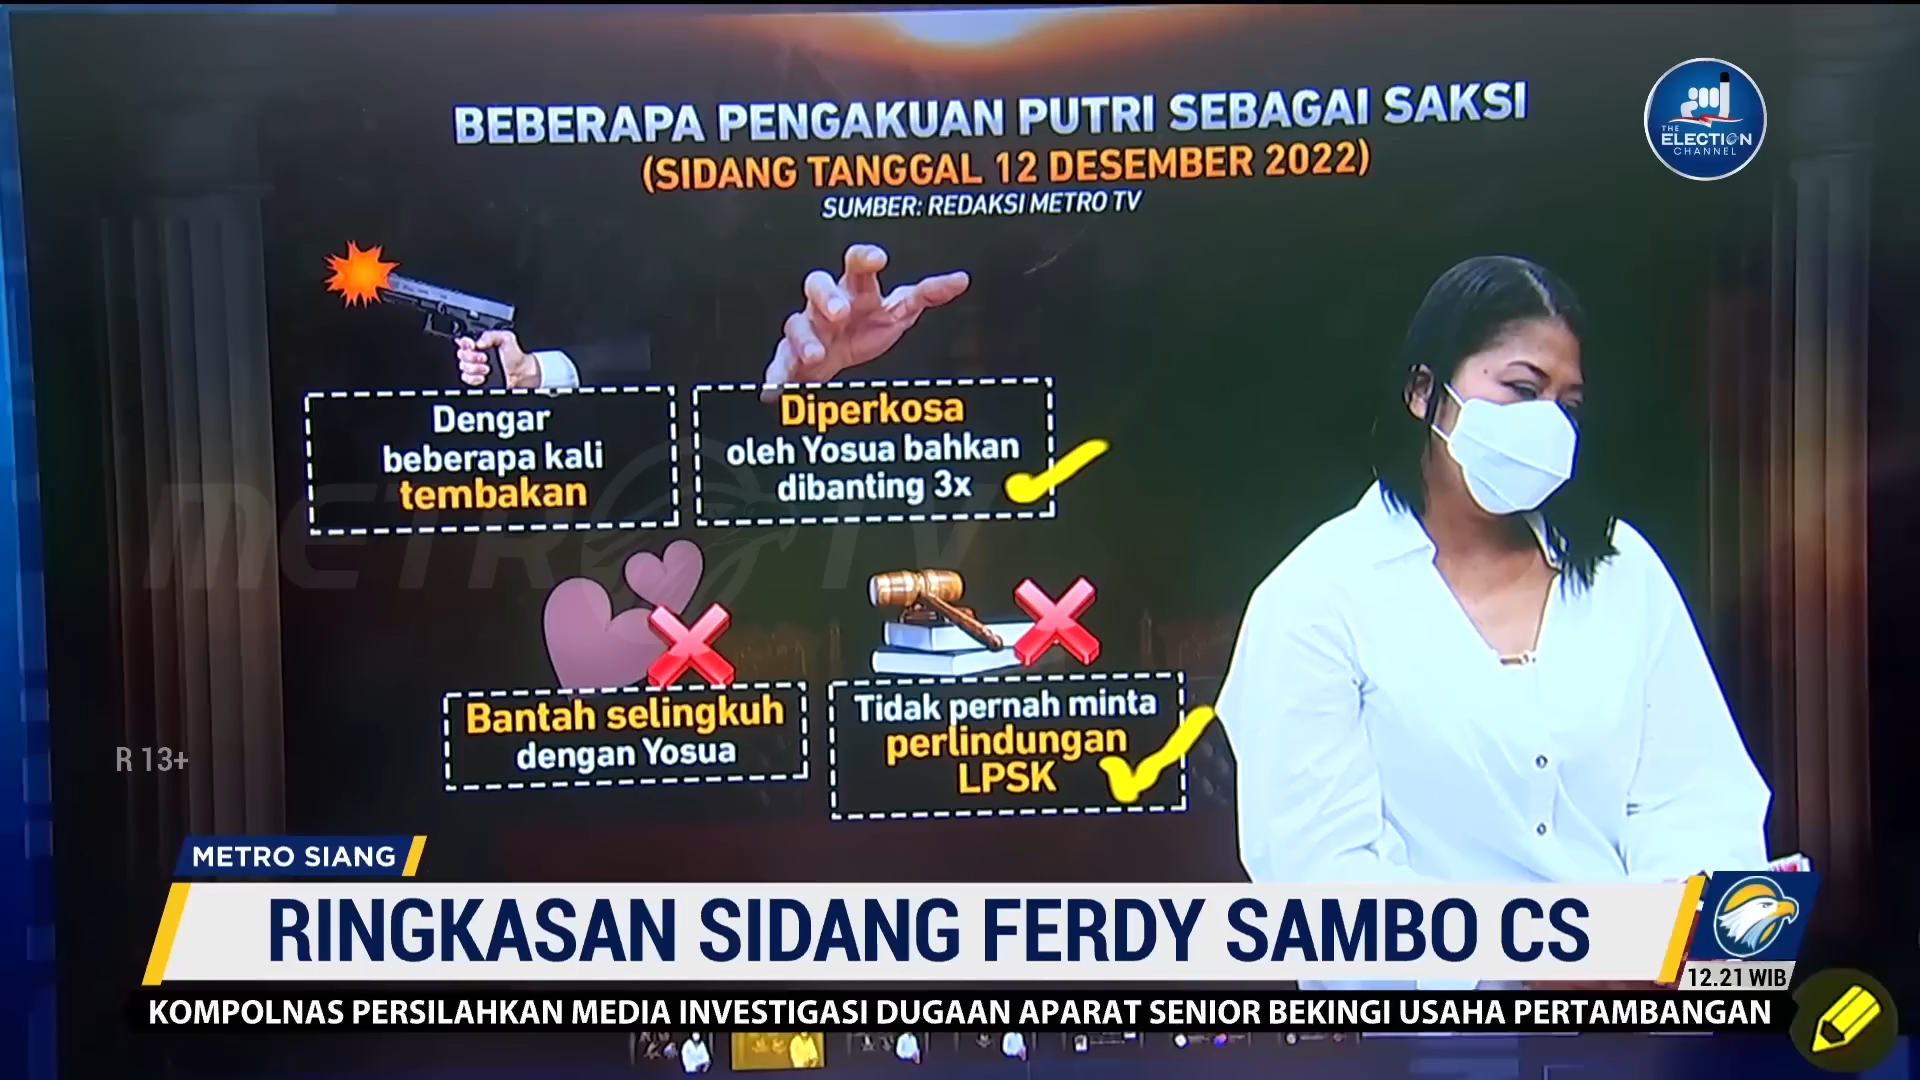 BEBERAPA PENGAKUAN PUTRI SEBAGAI SAKSI
(SIDANG TANGGAL 12 DESEMBER 2022)
SUMBER: REDAKSI METRO TV
THE
ELECTION
CHANNEL
Dengar
beberapa kali
tembakan
Diperkosa
oleh Yosua bahkan
dibanting 3x
METRO TV
Bantah selingkuh
dengan Yosua
Tidak pernah minta
perlindungan
LPSK
R 13+
METRO SIANG
RINGKASAN SIDANG FERDY SAMBO CS
12.21 WIB
KOMPOLNAS PERSILAHKAN MEDIA INVESTIGASI DUGAAN APARAT SENIOR BEKINGI USAHA PERTAMBANGAN